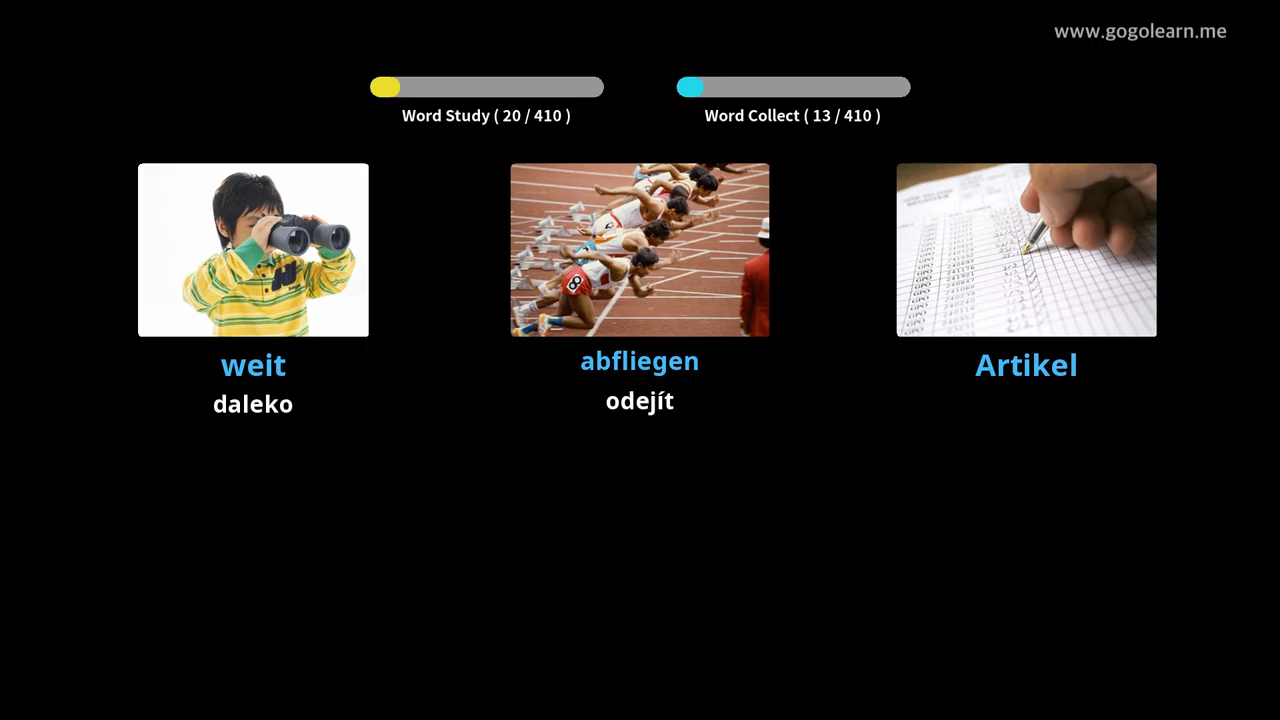 www.gogolearn.me
Word Study ( 20 / 410 )
Word Collect ( 13 / 410 )
weit
abfliegen
Artikel
daleko
odejít